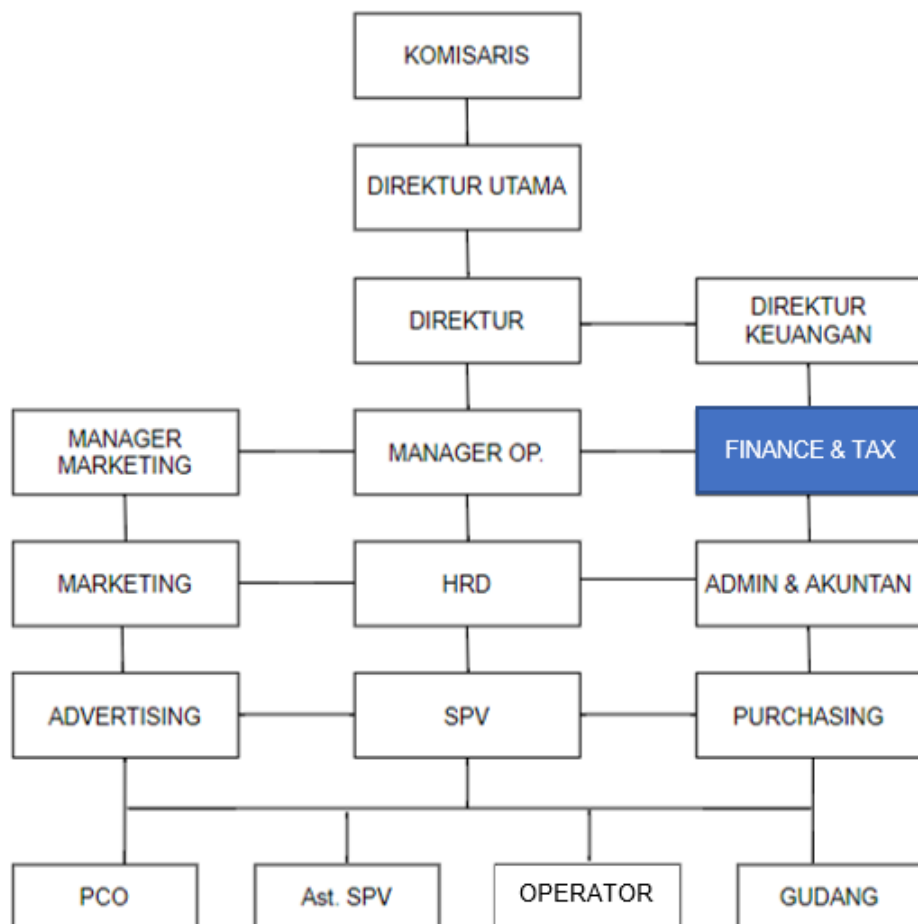 KOMISARIS
DIREKTUR UTAMA
DIREKTUR
DIREKTUR
KEUANGAN
MANAGER
MARKETING
MANAGER OP.
FINANCE & TAX
MARKETING
HRD
ADMIN & AKUNTAN
ADVERTISING
SPV
PURCHASING
PCO
Ast. SPV
OPERATOR
GUDANG